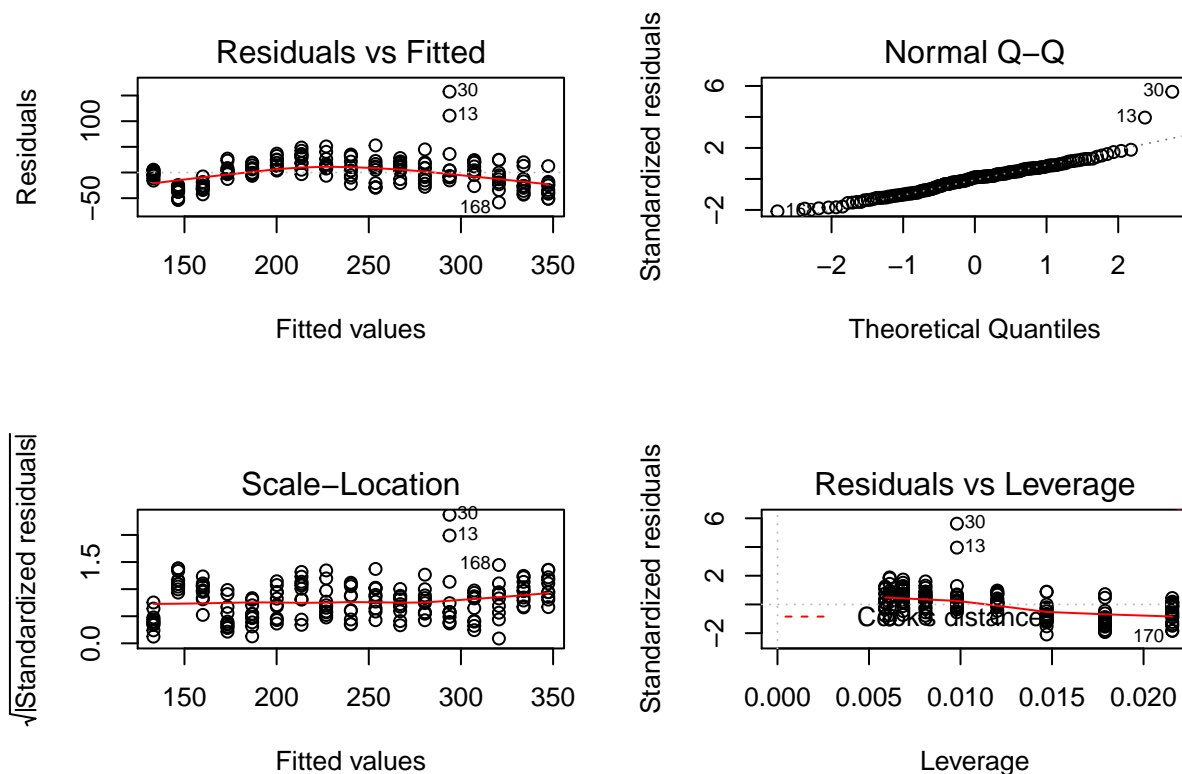 Residuals vs Fitted
Residuals
100
−50
30
13
168
150 200 250 300 350
Fitted values
Normal Q−Q
Standardized residuals
6
2
−2
30
13
−2 −1 0 1 2
Theoretical Quantiles
Scale−Location
√|Standardized residuals|
1.5
0.0
30
13
168
150 200 250 300 350
Fitted values
Residuals vs Leverage
Standardized residuals
6
2
−2
30
13
Cook's distance
170
0.000 0.005 0.010 0.015 0.020
Leverage